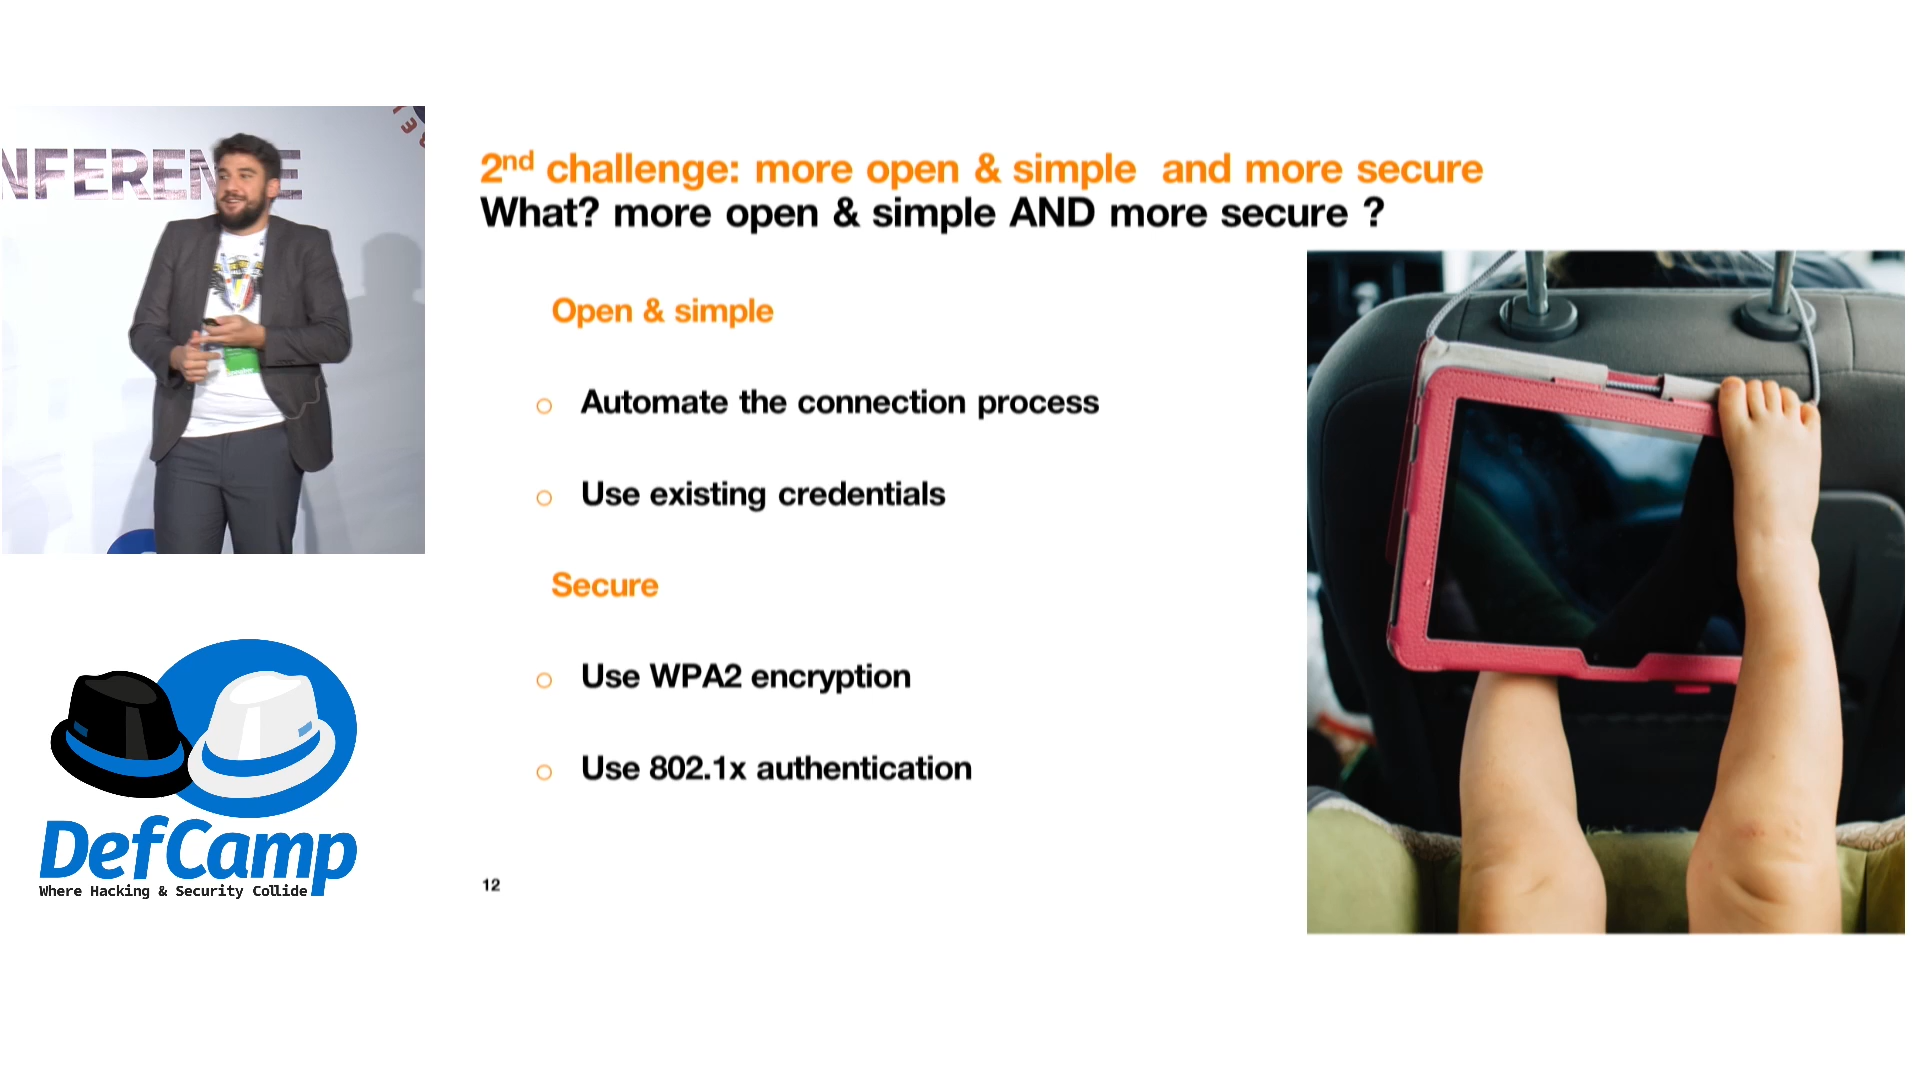 NFERENCE
2nd challenge: more open & simple and more secure
What? more open & simple AND more secure ?
Open & simple
Automate the connection process
Use existing credentials
Secure
Use WPA2 encryption
Use 802.1x authentication
12
DefCamp
Where Hacking & Security Collide